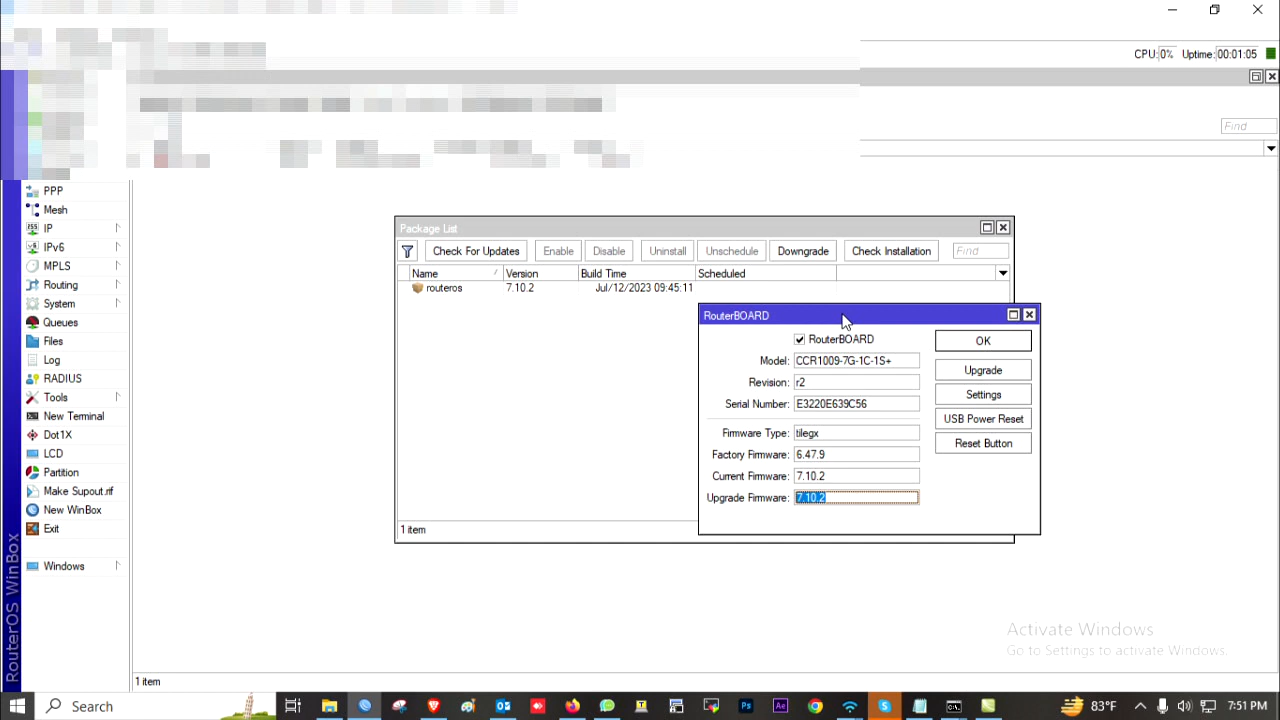 CPU: 0% Uptime: 00:01:05
Find
PPP
Mesh
IP
IPv6
MPLS
Routing
System
Queues
Files
Log
RADIUS
Tools
New Terminal
Dot1X
LCD
Partition
Make Supout.rif
New WinBox
Exit
Windows
RouterOS WinBox
Package List
Check For Updates Enable Disable Uninstall Unschedule Downgrade Check Installation Find
Name Version Build Time Scheduled
routeros 7.10.2 Jul/12/2023 09:45:11
1 item
RouterBOARD
RouterBOARD
Model: CCR1009-7G-1C-1S+
Revision: r2
Serial Number: E3220E639C56
Firmware Type: tilegx
Factory Firmware: 6.47.9
Current Firmware: 7.10.2
Upgrade Firmware: 7.10.2
OK
Upgrade
Settings
USB Power Reset
Reset Button
Activate Windows
Go to Settings to activate Windows.
1 item
Search
83°F
7:51 PM